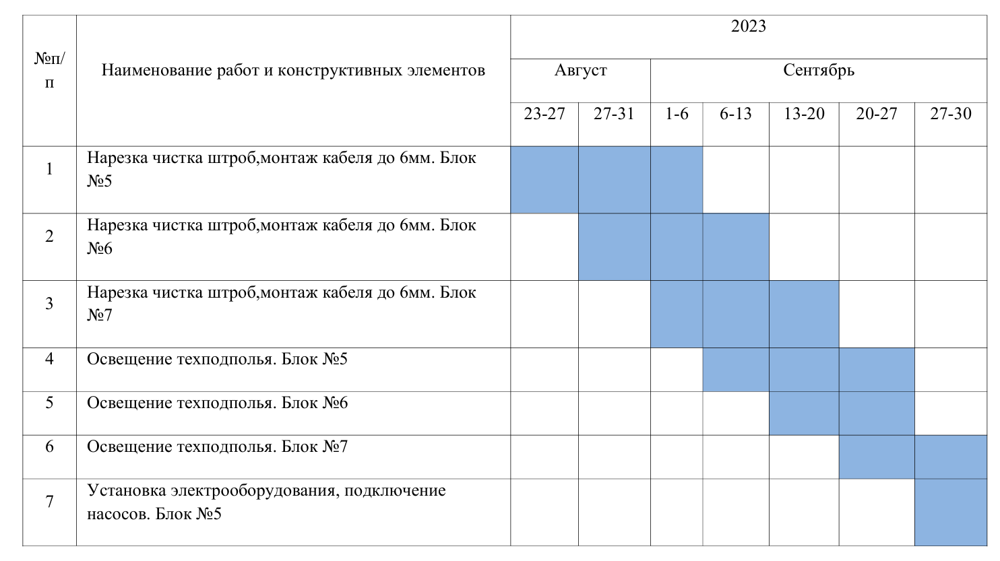 №п/
п
Наименование работ и конструктивных элементов
2023
Август
Сентябрь
23-27
27-31
1-6
6-13
13-20
20-27
27-30
1
Нарезка чистка штроб,монтаж кабеля до 6мм. Блок
№5
2
Нарезка чистка штроб,монтаж кабеля до 6мм. Блок
№6
3
Нарезка чистка штроб,монтаж кабеля до 6мм. Блок
№7
4
Освещение техподполья. Блок №5
5
Освещение техподполья. Блок №6
6
Освещение техподполья. Блок №7
7
Установка электрооборудования, подключение
насосов. Блок №5